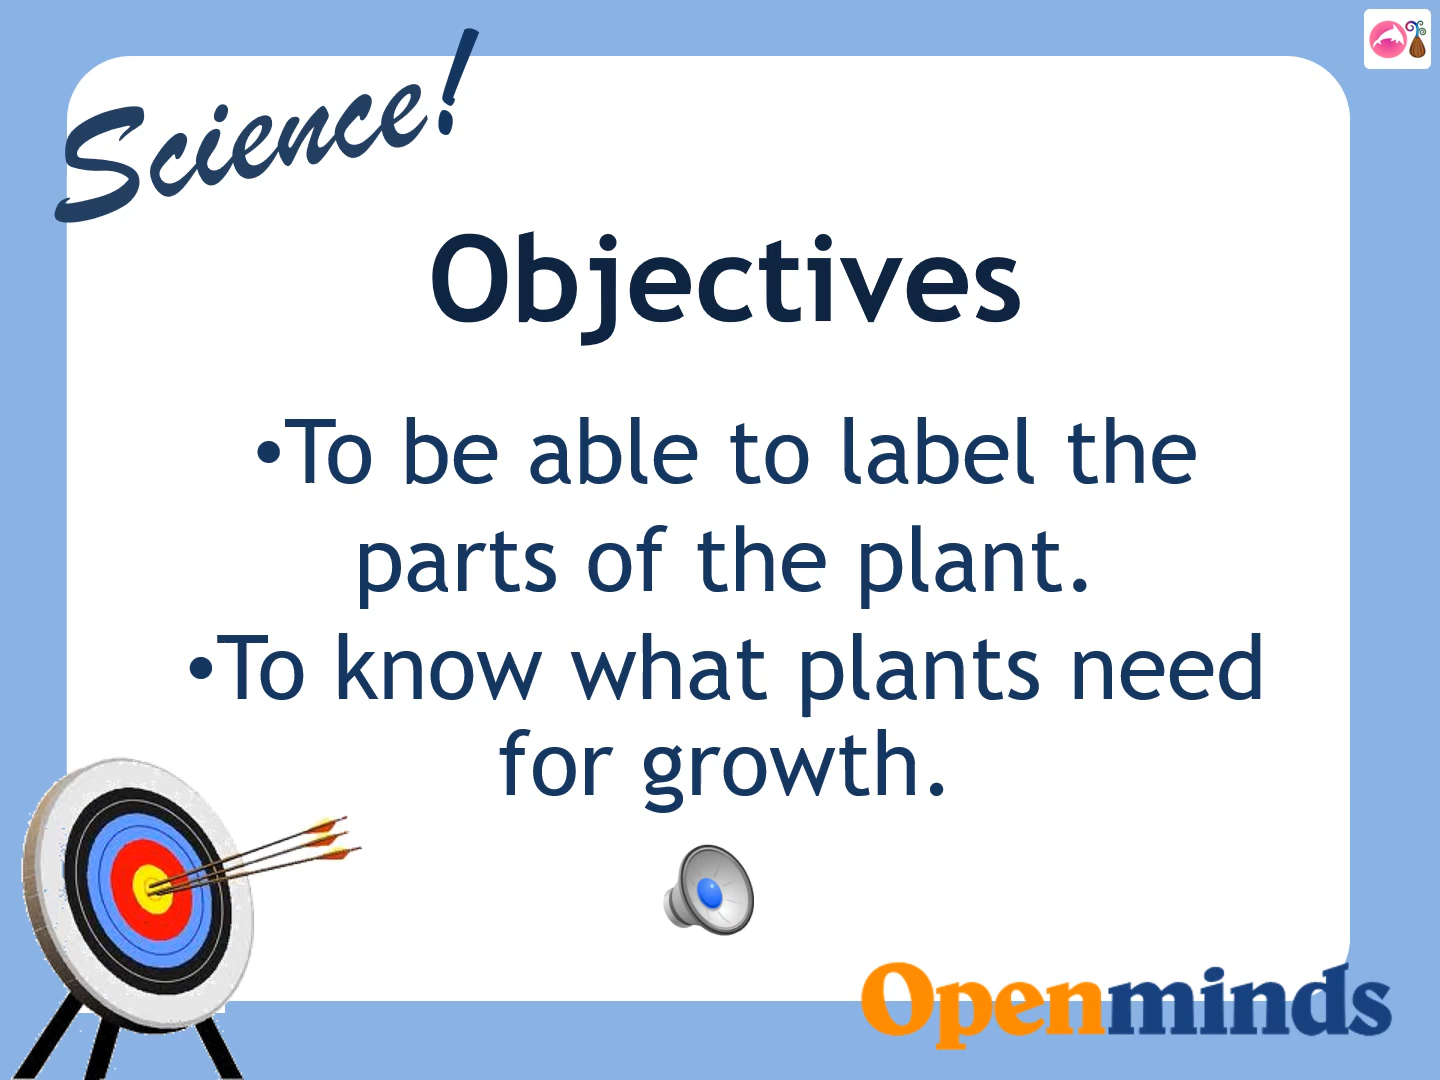 Science!
Objectives
•To be able to label the
parts of the plant.
•To know what plants need
for growth.
Openminds